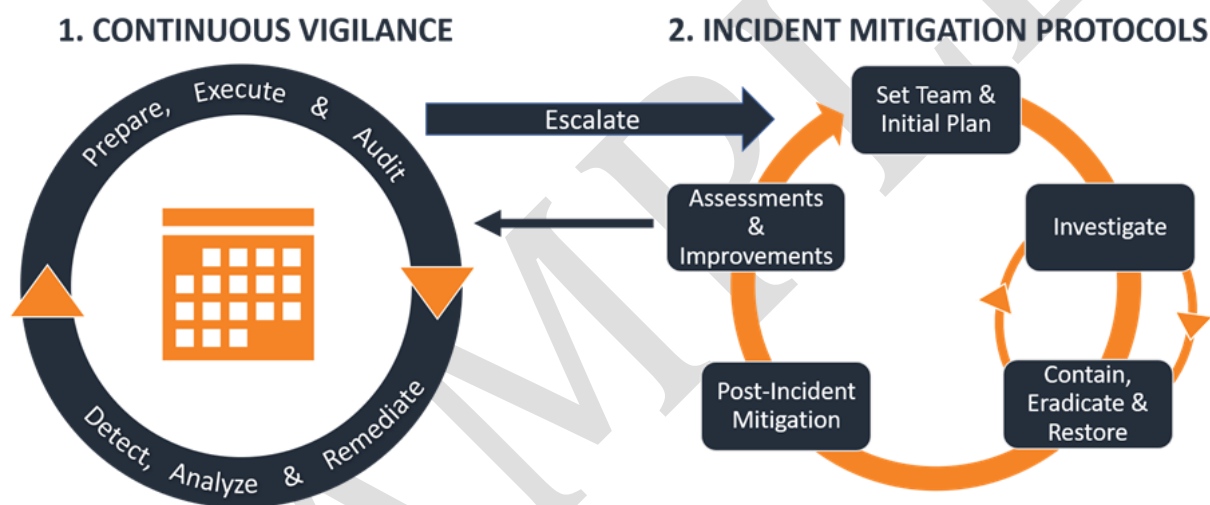 1. CONTINUOUS VIGILANCE
Prepare, Execute & Audit
Detect, Analyze & Remediate
Escalate
2. INCIDENT MITIGATION PROTOCOLS
Set Team &
Initial Plan
Investigate
Contain,
Eradicate &
Restore
Post-Incident
Mitigation
Assessments
&
Improvements